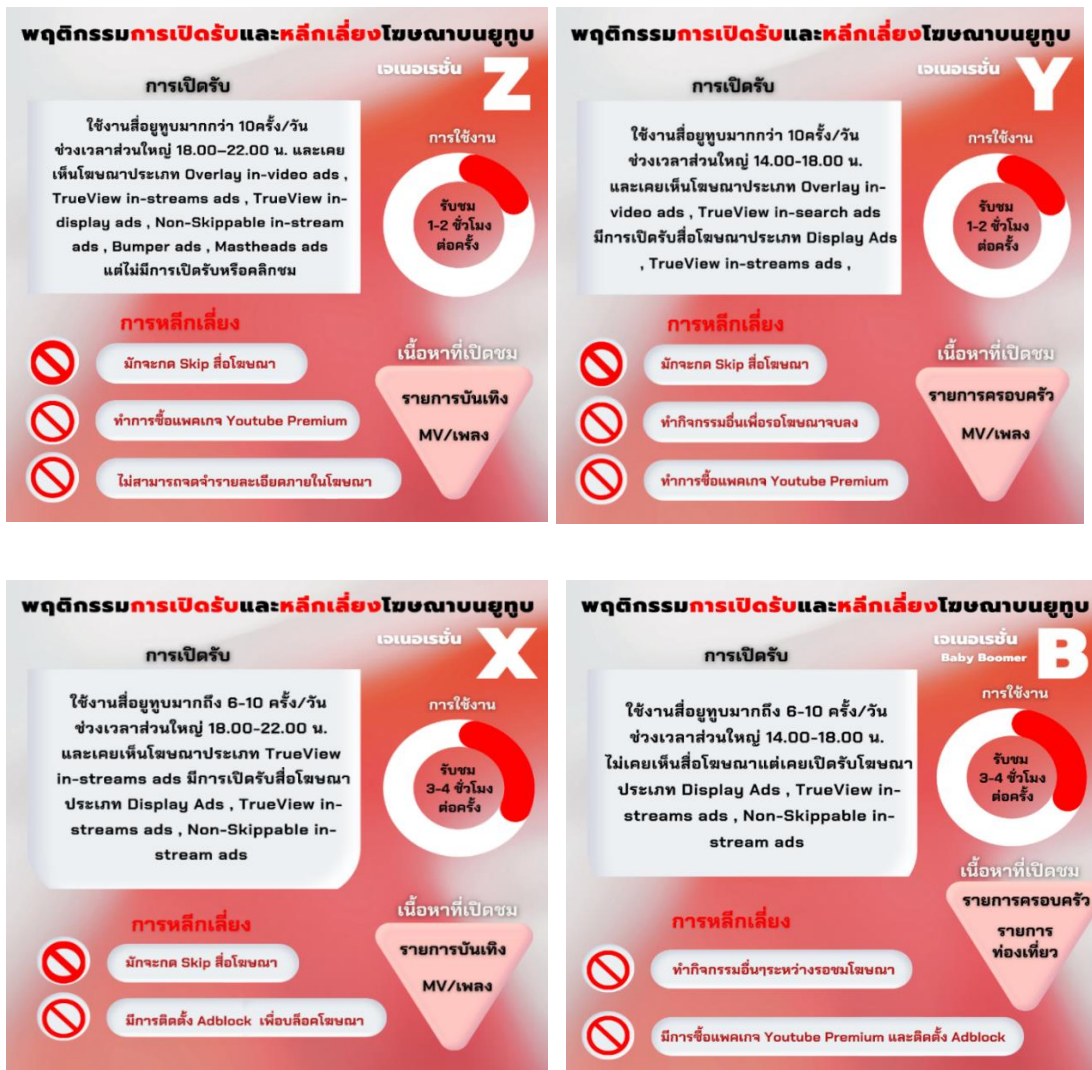 พฤติกรรมการเปิดรับและหลีกเลี่ยงโฆษณาบนยูทูบ
เจเนอเรชั่น Z
การเปิดรับ
ใช้งานสื่อยูทูบมากกว่า 10ครั้ง/วัน
ช่วงเวลาส่วนใหญ่ 18.00–22.00 น. และเคย
เห็นโฆษณาประเภท Overlay in-video ads ,
TrueView in-streams ads , TrueView in-
display ads , Non-Skippable in-stream
ads , Bumper ads , Mastheads ads
แต่ไม่มีการเปิดรับหรือคลิกชม
การใช้งาน
รับชม
1-2 ชั่วโมง
ต่อครั้ง
การหลีกเลี่ยง
มักจะกด Skip สื่อโฆษณา
ทำการซื้อแพคเกจ Youtube Premium
ไม่สามารถจดจำรายละเอียดภายในโฆษณา
เนื้อหาที่เปิดชม
รายการบันเทิง
MV/เพลง
พฤติกรรมการเปิดรับและหลีกเลี่ยงโฆษณาบนยูทูบ
เจเนอเรชั่น Y
การเปิดรับ
ใช้งานสื่อยูทูบมากกว่า 10ครั้ง/วัน
ช่วงเวลาส่วนใหญ่ 14.00-18.00 น.
และเคยเห็นโฆษณาประเภท Overlay in-
video ads , TrueView in-search ads
มีการเปิดรับสื่อโฆษณาประเภท Display Ads
, TrueView in-streams ads ,
การใช้งาน
รับชม
1-2 ชั่วโมง
ต่อครั้ง
การหลีกเลี่ยง
มักจะกด Skip สื่อโฆษณา
ทำกิจกรรมอื่นเพื่อรอโฆษณาจบลง
ทำการซื้อแพคเกจ Youtube Premium
เนื้อหาที่เปิดชม
รายการครอบครัว
MV/เพลง
พฤติกรรมการเปิดรับและหลีกเลี่ยงโฆษณาบนยูทูบ
เจเนอเรชั่น X
การเปิดรับ
ใช้งานสื่อยูทูบมากถึง 6-10 ครั้ง/วัน
ช่วงเวลาส่วนใหญ่ 18.00-22.00 น.
และเคยเห็นโฆษณาประเภท TrueView
in-streams ads มีการเปิดรับสื่อโฆษณา
ประเภท Display Ads , TrueView in-
streams ads , Non-Skippable in-
stream ads
การใช้งาน
รับชม
3-4 ชั่วโมง
ต่อครั้ง
การหลีกเลี่ยง
มักจะกด Skip สื่อโฆษณา
มีการติดตั้ง Adblock เพื่อบล็อคโฆษณา
เนื้อหาที่เปิดชม
รายการบันเทิง
MV/เพลง
พฤติกรรมการเปิดรับและหลีกเลี่ยงโฆษณาบนยูทูบ
เจเนอเรชั่น B
Baby Boomer
การเปิดรับ
ใช้งานสื่อยูทูบมากถึง 6-10 ครั้ง/วัน
ช่วงเวลาส่วนใหญ่ 14.00-18.00 น.
ไม่เคยเห็นสื่อโฆษณาแต่เคยเปิดรับโฆษณา
ประเภท Display Ads , TrueView in-
streams ads , Non-Skippable in-
stream ads
การใช้งาน
รับชม
3-4 ชั่วโมง
ต่อครั้ง
เนื้อหาที่เปิดชม
รายการครอบครัว
รายการ
ท่องเที่ยว
การหลีกเลี่ยง
ทำกิจกรรมอื่นๆระหว่างรอชมโฆษณา
มีการซื้อแพคเกจ Youtube Premium และติดตั้ง Adblock